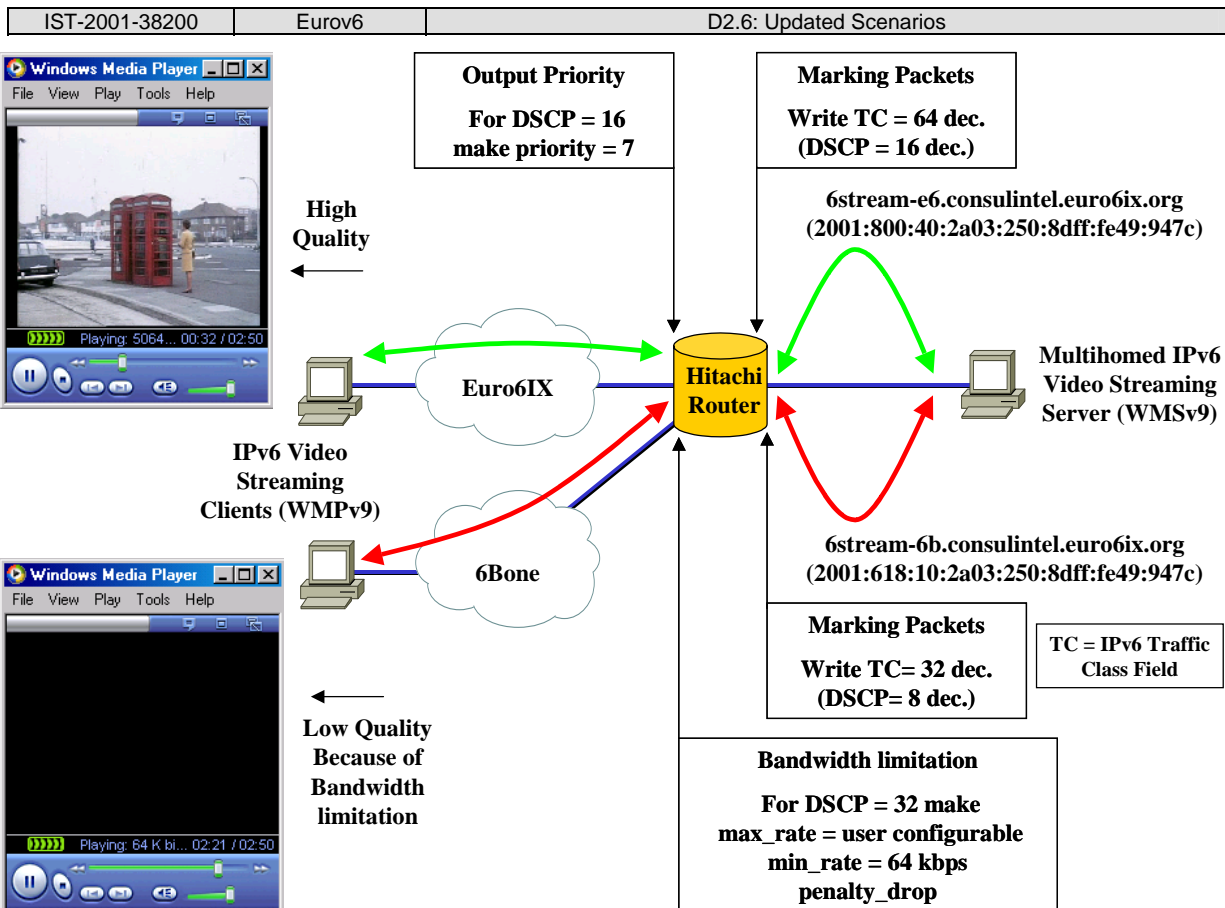 IST-2001-38200 Eurov6 D2.6: Updated Scenarios
Windows Media Player
File View Play Tools Help
Playing: 5064... 00:32 / 02:50
High
Quality
Output Priority
For DSCP = 16
make priority = 7
Marking Packets
Write TC = 64 dec.
(DSCP = 16 dec.)
6stream-e6.consulintel.euro6ix.org
(2001:800:40:2a03:250:8dff:fe49:947c)
Euro6IX
Hitachi
Router
Multihomed IPv6
Video Streaming
Server (WMSv9)
IPv6 Video
Streaming
Clients (WMPv9)
6Bone
6stream-6b.consulintel.euro6ix.org
(2001:618:10:2a03:250:8dff:fe49:947c)
Windows Media Player
File View Play Tools Help
Playing: 64 K bi... 02:21 / 02:50
Low Quality
Because of
Bandwidth
limitation
Marking Packets
Write TC= 32 dec.
(DSCP= 8 dec.)
TC = IPv6 Traffic
Class Field
Bandwidth limitation
For DSCP = 32 make
max_rate = user configurable
min_rate = 64 kbps
penalty_drop